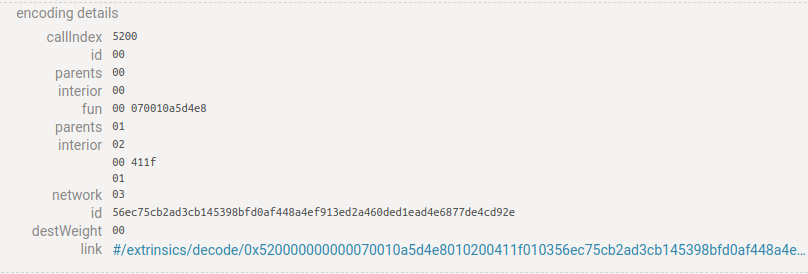 encoding details
callIndex 5200
id 00
parents 00
interior 00
fun 00 070010a5d4e8
parents 01
interior 02
00 411f
01
network 03
id 56ec75cb2ad3cb145398bfd0af448a4ef913ed2a460ded1ead4e6877de4cd92e
destWeight 00
link #/extrinsics/decode/0x520000000000070010a5d4e8010200411f010356ec75cb2ad3cb145398bfd0af448a4e...